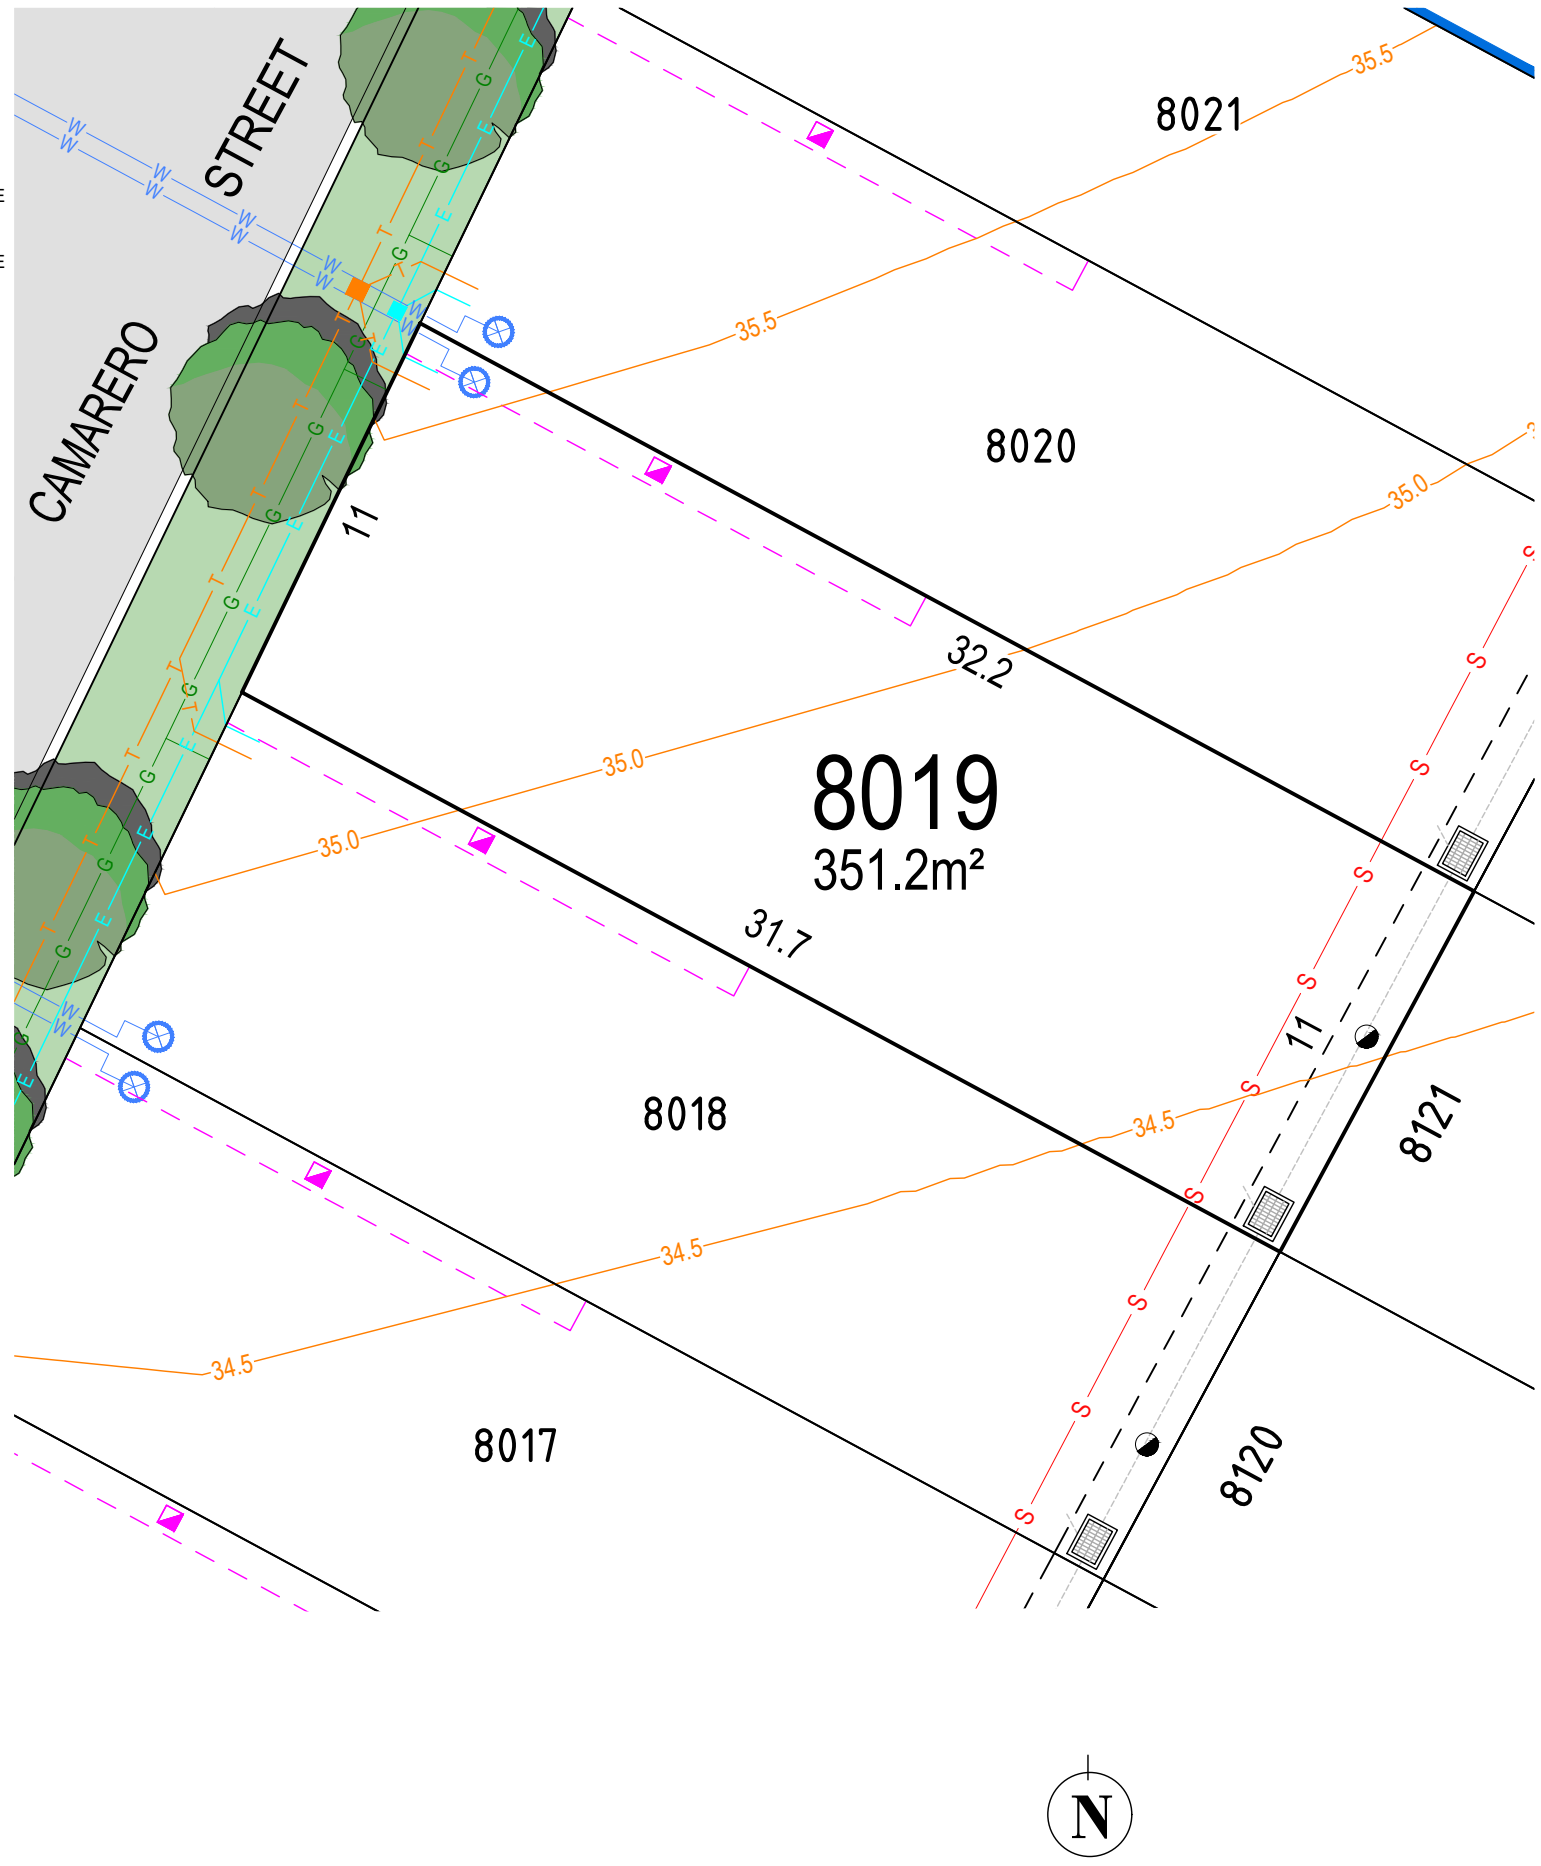 STREET
CAMARERO
8021
35.5
35.5
8020
35.0
11
32.2
35.0
35.0
8019
351.2m²
31.7
11
8018
34.5
8121
34.5
34.5
8017
8120
N
W W W W W W W W W W
T T T T T T T T T
G G G G G G G G G G
E E E E E E E E E
S S S S S S S S S S
E
E